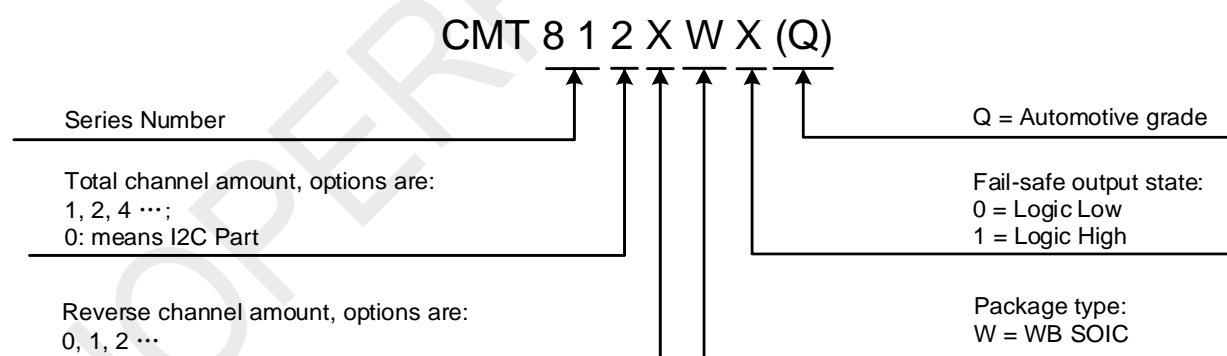 CMT 8 1 2 X W X (Q)
Series Number
Total channel amount, options are:
1, 2, 4 ⋯;
0: means I2C Part
Reverse channel amount, options are:
0, 1, 2 ⋯
Q = Automotive grade
Fail-safe output state:
0 = Logic Low
1 = Logic High
Package type:
W = WB SOIC